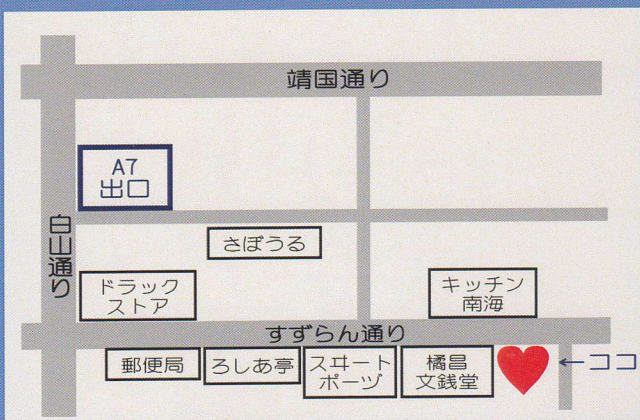 靖国通り
A7
出口
白山通り
さぼうる
ドラック
ストア
キッチン
南海
すずらん通り
郵便局
ろしあ亭
スヰート
ポーヅ
橘昌
文銭堂
←ココ